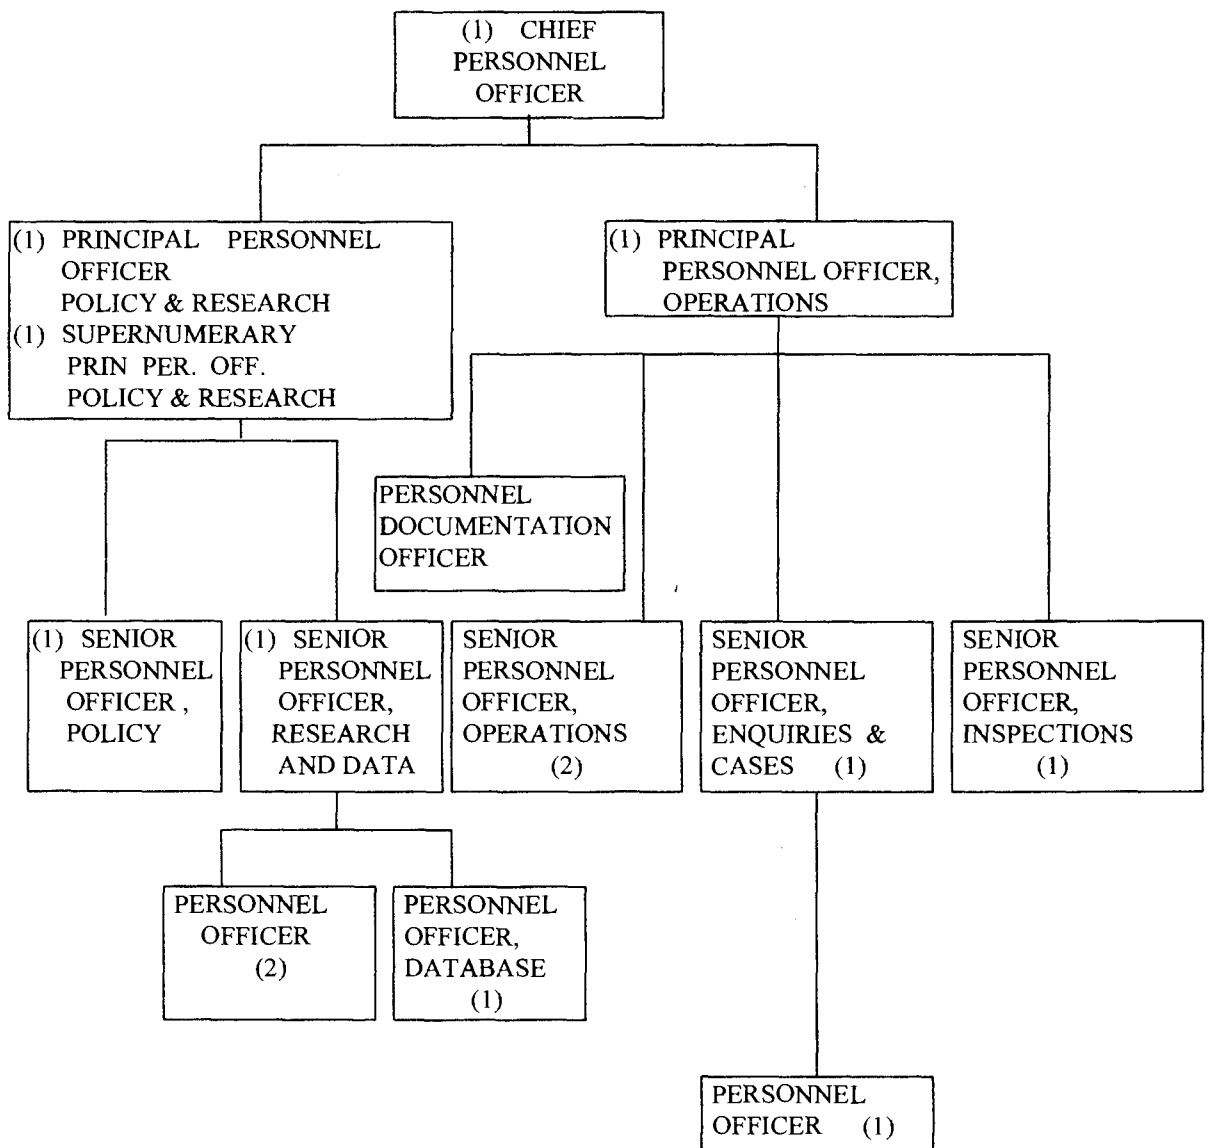 (1) CHIEF
PERSONNEL
OFFICER
(1) PRINCIPAL PERSONNEL
OFFICER
POLICY & RESEARCH
(1) SUPERNUMERARY
PRIN PER. OFF.
POLICY & RESEARCH
(1) PRINCIPAL
PERSONNEL OFFICER,
OPERATIONS
PERSONNEL
DOCUMENTATION
OFFICER
(1) SENIOR
PERSONNEL
OFFICER,
POLICY
(1) SENIOR
PERSONNEL
OFFICER,
RESEARCH
AND DATA
SENIOR
PERSONNEL
OFFICER,
OPERATIONS
(2)
SENIOR
PERSONNEL
OFFICER,
ENQUIRIES &
CASES (1)
SENIOR
PERSONNEL
OFFICER,
INSPECTIONS
(1)
PERSONNEL
OFFICER
(2)
PERSONNEL
OFFICER,
DATABASE
(1)
PERSONNEL
OFFICER (1)